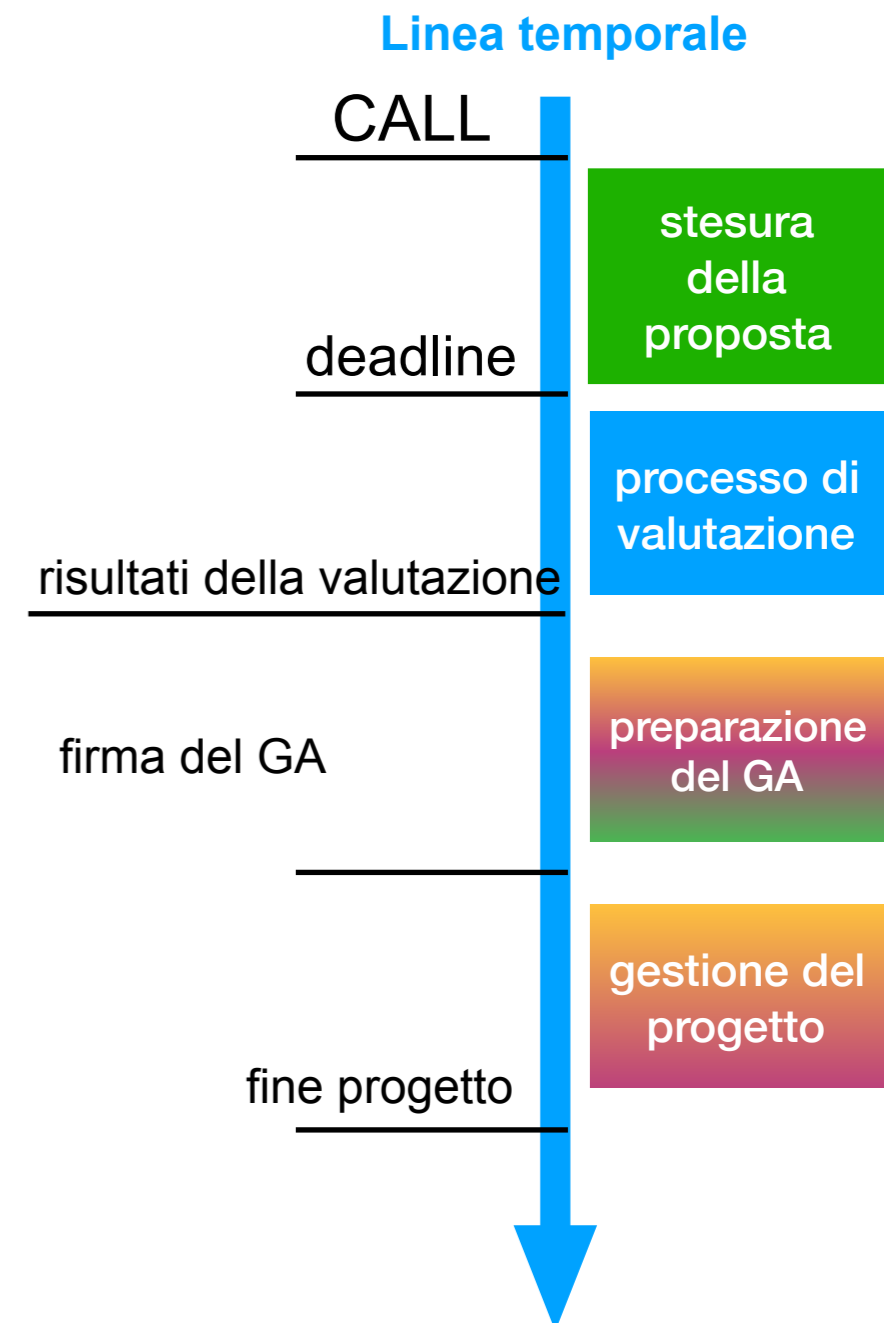 Linea temporale
CALL
stesura
della
proposta
deadline
processo di
valutazione
risultati della valutazione
preparazione
del GA
firma del GA
gestione del
progetto
fine progetto